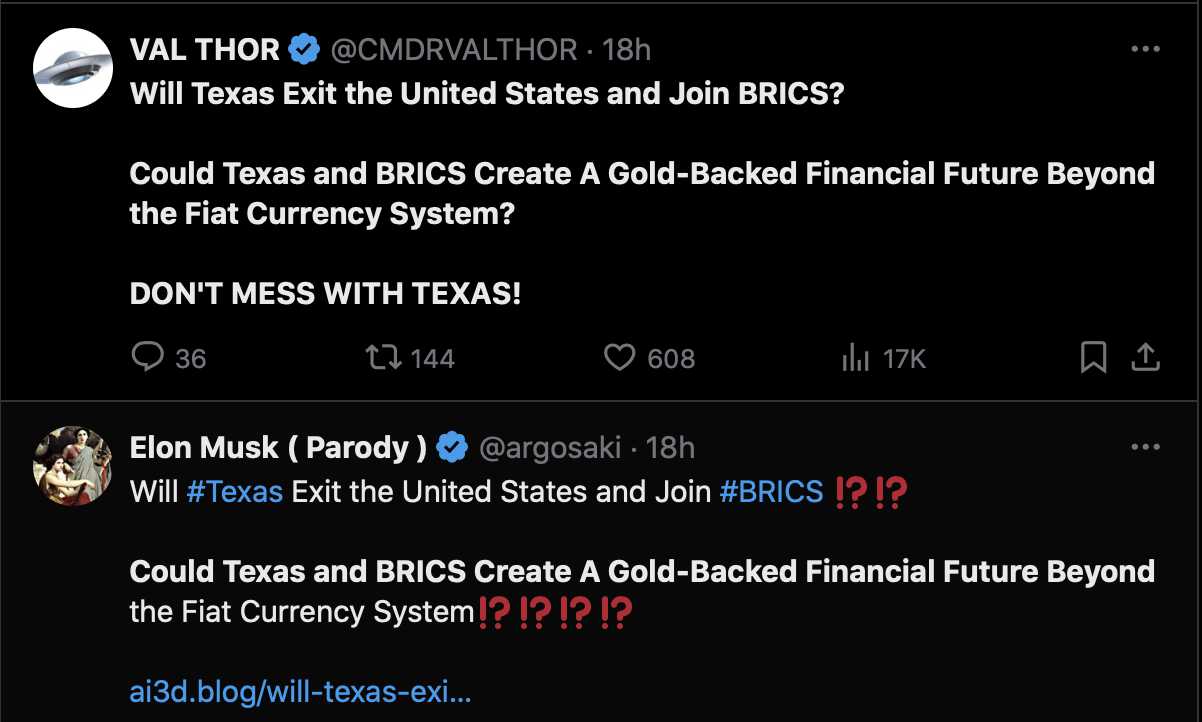 VAL THOR @CMDRVALTHOR · 18h
Will Texas Exit the United States and Join BRICS?
Could Texas and BRICS Create A Gold-Backed Financial Future Beyond
the Fiat Currency System?
DON'T MESS WITH TEXAS!
36 144 608 17K
Elon Musk ( Parody ) @argosaki · 18h
Will #Texas Exit the United States and Join #BRICS ⁉️⁉️
Could Texas and BRICS Create A Gold-Backed Financial Future Beyond
the Fiat Currency System⁉️⁉️⁉️⁉️
ai3d.blog/will-texas-exi...